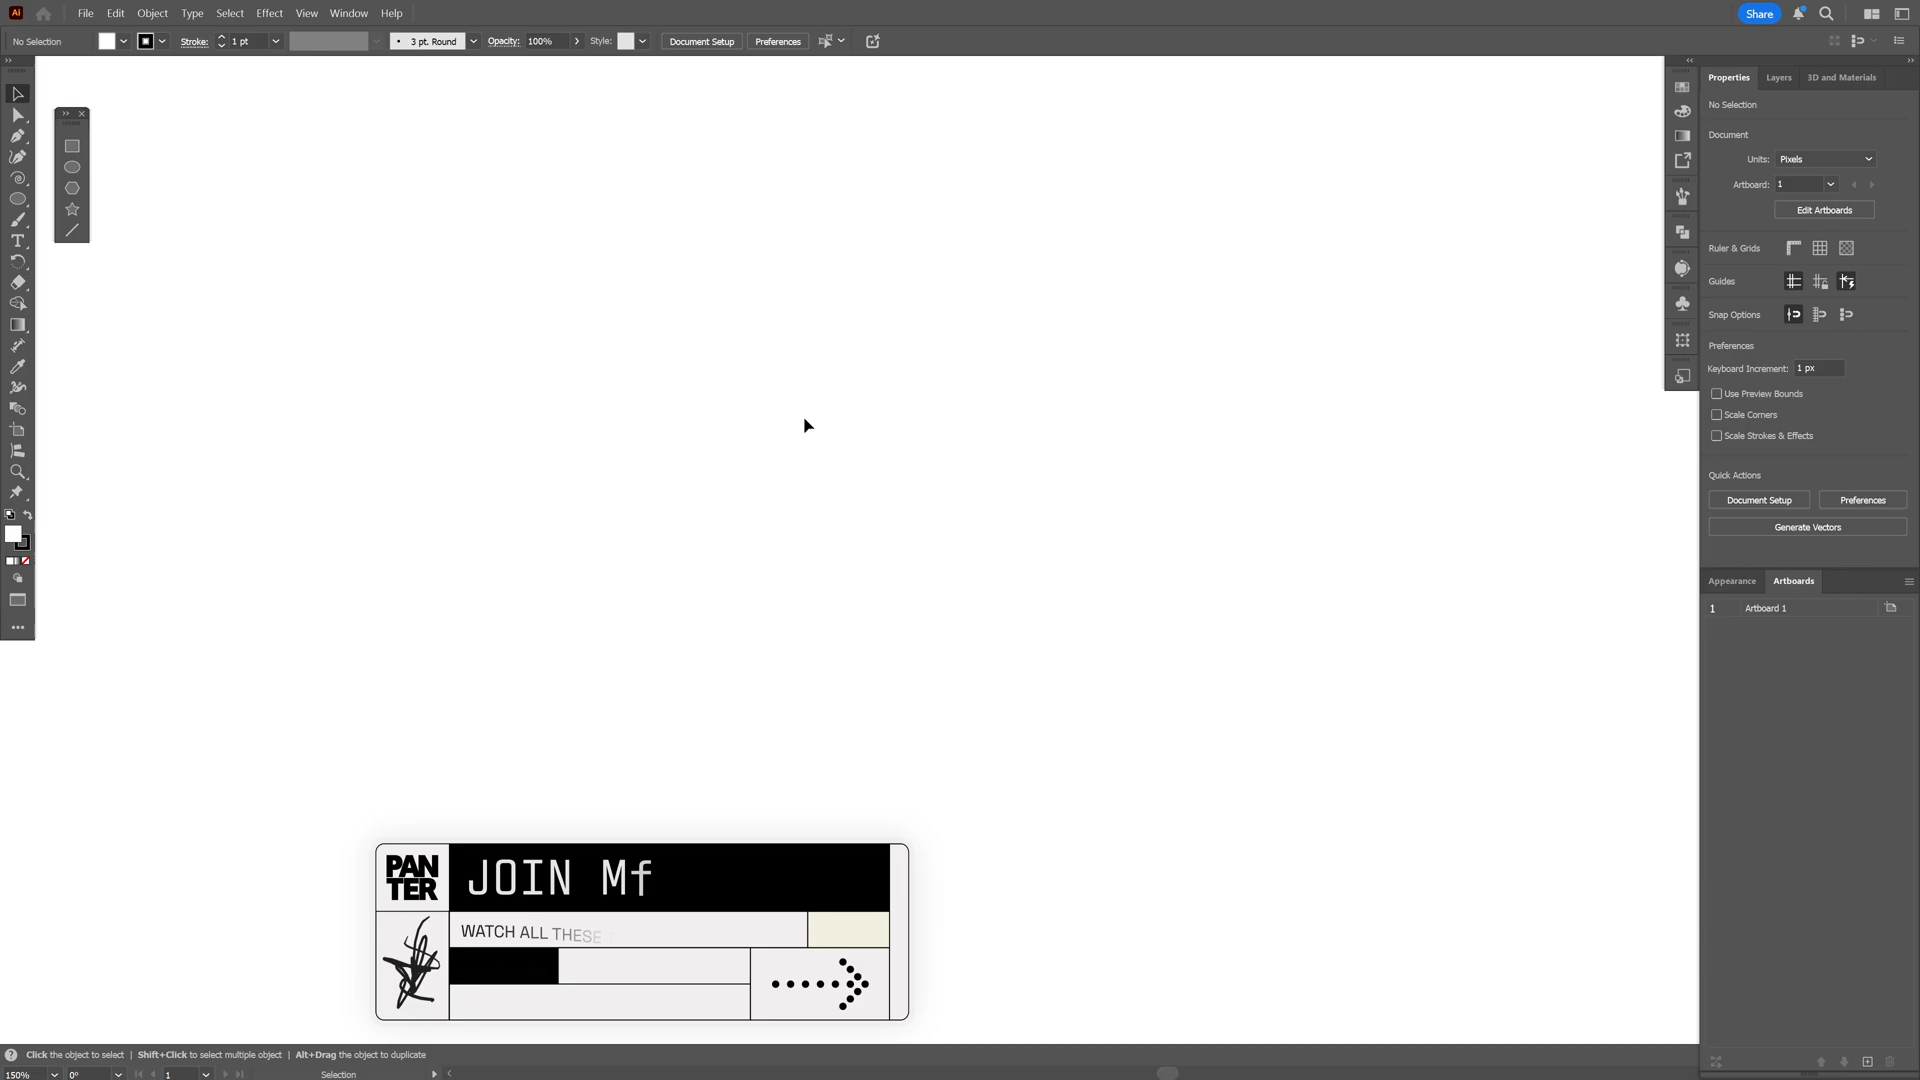 File Edit Object Type Select Effect View Window Help Share
No Selection Stroke: 1 pt 3 pt. Round Opacity: 100% Style: Document Setup Preferences
Properties Layers 3D and Materials
No Selection
Document
Units: Pixels
Artboard: 1
Edit Artboards
Ruler & Grids
Guides
Snap Options
Preferences
Keyboard Increment: 1 px
Use Preview Bounds
Scale Corners
Scale Strokes & Effects
Quick Actions
Document Setup Preferences
Generate Vectors
Appearance Artboards
1 Artboard 1
PAN
TER
JOIN Mf
WATCH ALL THESE
Click the object to select | Shift+Click to select multiple object | Alt+Drag the object to duplicate
150% 0° 1 Selection